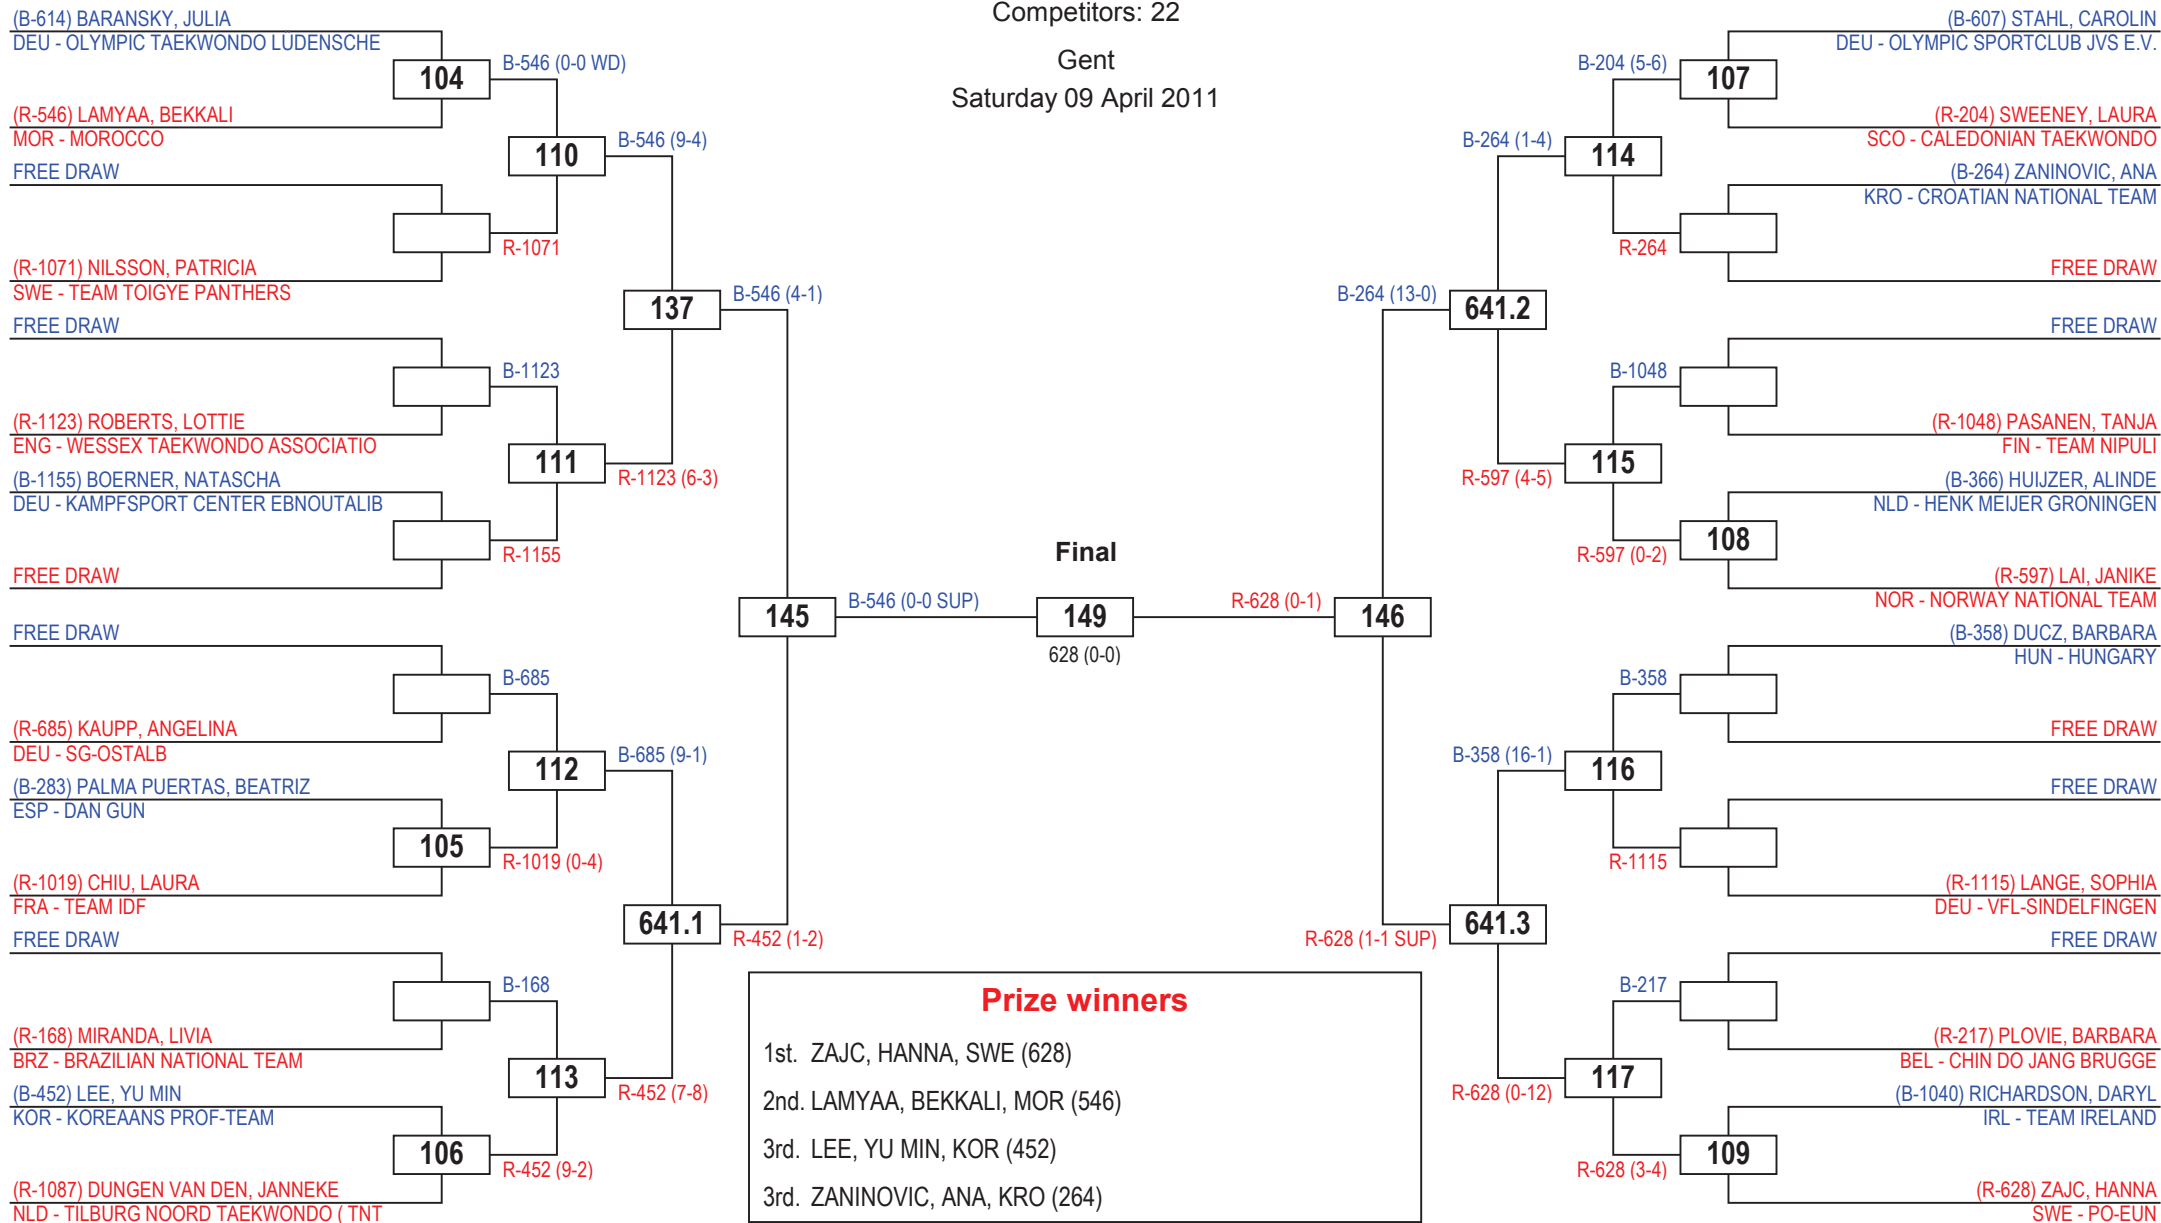 Competitors: 22
Gent
Saturday 09 April 2011
(B-614) BARANSKY, JULIA
DEU - OLYMPIC TAEKWONDO LUDENSCHE
104
B-546 (0-0 WD)
(R-546) LAMYAA, BEKKALI
MOR - MOROCCO
110
B-546 (9-4)
FREE DRAW
R-1071
(R-1071) NILSSON, PATRICIA
SWE - TEAM TOIGYE PANTHERS
137
B-546 (4-1)
FREE DRAW
B-1123
(R-1123) ROBERTS, LOTTIE
ENG - WESSEX TAEKWONDO ASSOCIATIO
111
R-1123 (6-3)
(B-1155) BOERNER, NATASCHA
DEU - KAMPFSPORT CENTER EBNOUTALIB
R-1155
FREE DRAW
145
B-546 (0-0 SUP)
FREE DRAW
B-685
(R-685) KAUPP, ANGELINA
DEU - SG-OSTALB
112
B-685 (9-1)
(B-283) PALMA PUERTAS, BEATRIZ
ESP - DAN GUN
105
R-1019 (0-4)
(R-1019) CHIU, LAURA
FRA - TEAM IDF
641.1
R-452 (1-2)
FREE DRAW
B-168
(R-168) MIRANDA, LIVIA
BRZ - BRAZILIAN NATIONAL TEAM
113
R-452 (7-8)
(B-452) LEE, YU MIN
KOR - KOREAANS PROF-TEAM
106
R-452 (9-2)
(R-1087) DUNGEN VAN DEN, JANNEKE
NLD - TILBURG NOORD TAEKWONDO ( TNT
Final
149
628 (0-0)
(B-607) STAHL, CAROLIN
DEU - OLYMPIC SPORTCLUB JVS E.V.
B-204 (5-6)
107
(R-204) SWEENEY, LAURA
SCO - CALEDONIAN TAEKWONDO
B-264 (1-4)
114
(B-264) ZANINOVIC, ANA
KRO - CROATIAN NATIONAL TEAM
R-264
FREE DRAW
B-264 (13-0)
641.2
FREE DRAW
B-1048
(R-1048) PASANEN, TANJA
FIN - TEAM NIPULI
R-597 (4-5)
115
(B-366) HUIJZER, ALINDE
NLD - HENK MEIJER GRONINGEN
108
R-597 (0-2)
(R-597) LAI, JANIKE
NOR - NORWAY NATIONAL TEAM
R-628 (0-1)
146
(B-358) DUCZ, BARBARA
HUN - HUNGARY
B-358
FREE DRAW
B-358 (16-1)
116
FREE DRAW
R-1115
(R-1115) LANGE, SOPHIA
DEU - VFL-SINDELFINGEN
R-628 (1-1 SUP)
641.3
FREE DRAW
B-217
(R-217) PLOVIE, BARBARA
BEL - CHIN DO JANG BRUGGE
R-628 (0-12)
117
(B-1040) RICHARDSON, DARYL
IRL - TEAM IRELAND
109
R-628 (3-4)
(R-628) ZAJC, HANNA
SWE - PO-EUN
Prize winners
1st. ZAJC, HANNA, SWE (628)
2nd. LAMYAA, BEKKALI, MOR (546)
3rd. LEE, YU MIN, KOR (452)
3rd. ZANINOVIC, ANA, KRO (264)